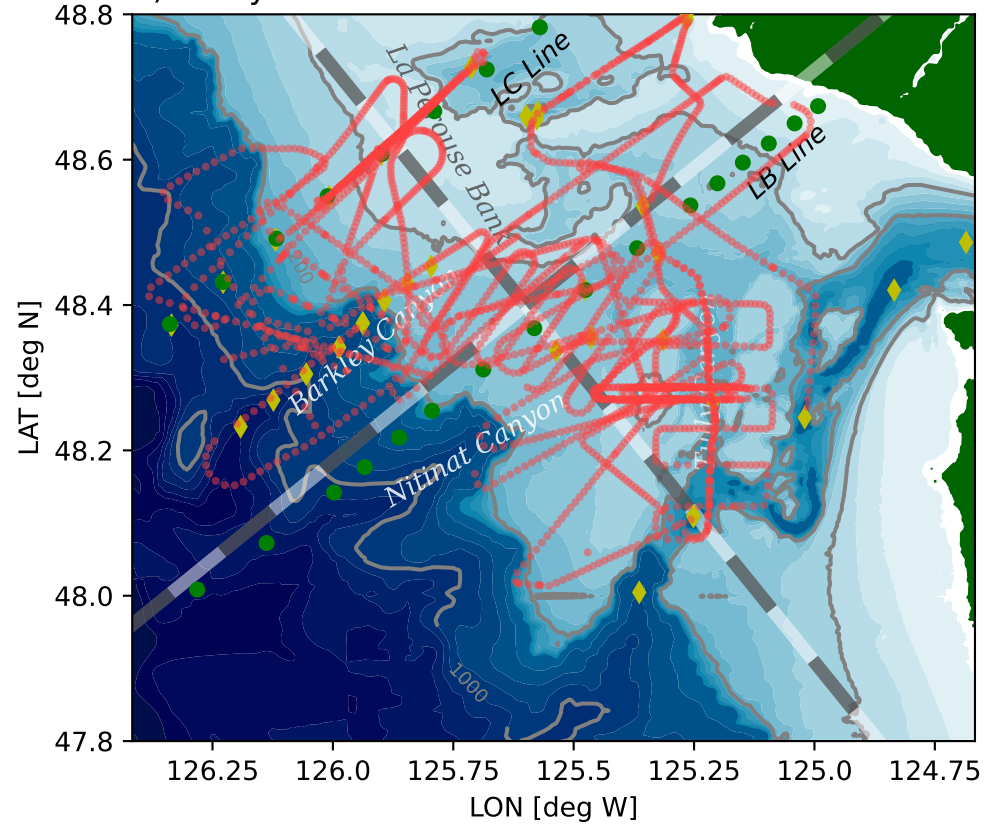 48.8
48.6
48.4
48.2
48.0
47.8
LAT [deg N]
LC Line
La Perouse Bank
LB Line
Barkley Canyon
Nitinat Canyon
1000
126.25
126.0
125.75
125.5
125.25
125.0
124.75
LON [deg W]